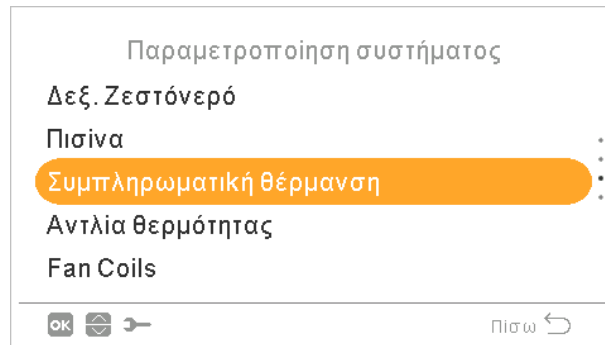 Παραμετροποίηση συστήματος
Δεξ. Ζεστόνερό
Πισίνα
Συμπληρωματική θέρμανση
Αντλία θερμότητας
Fan Coils
OK
Πίσω